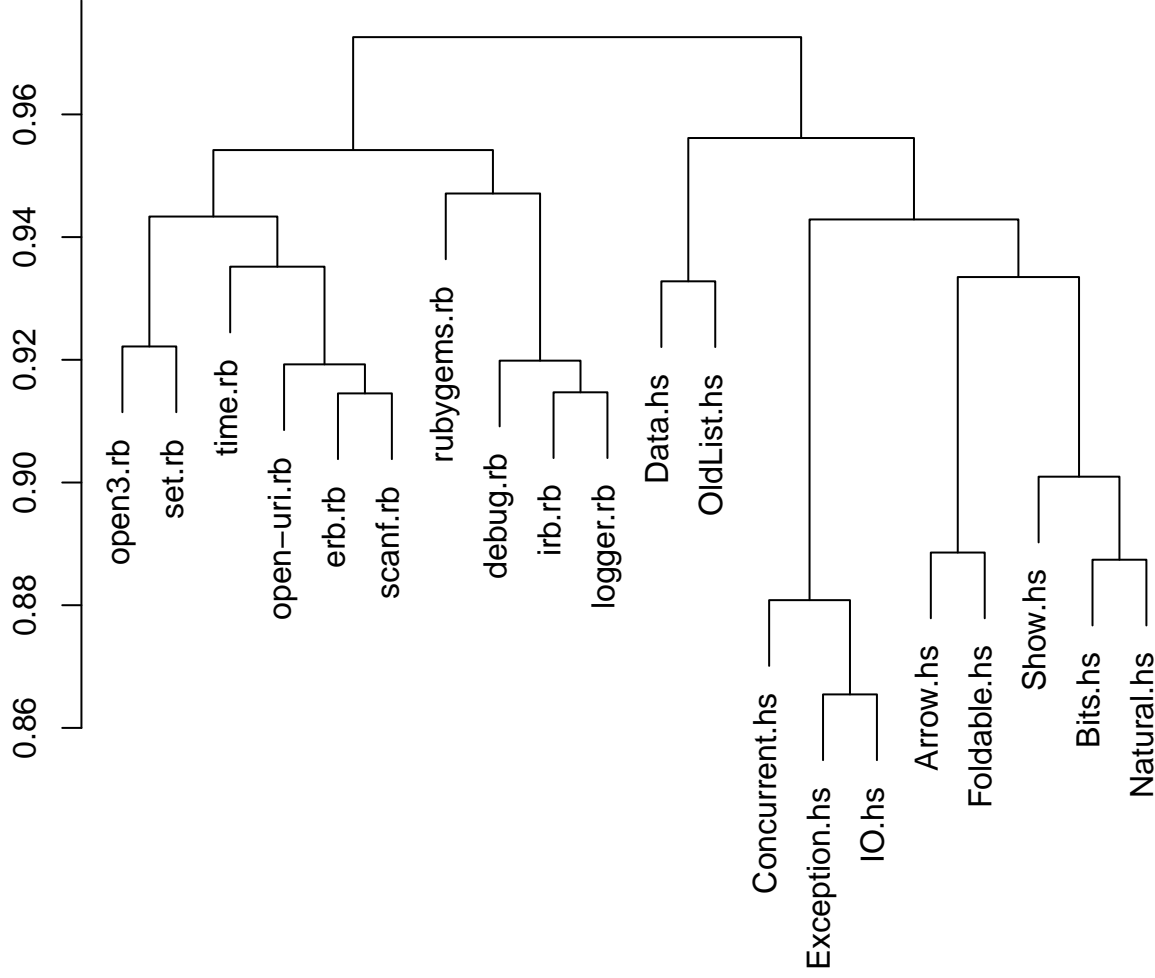 0.96
0.94
0.92
0.90
0.88
0.86
open3.rb
set.rb
time.rb
open−uri.rb
erb.rb
scanf.rb
rubygems.rb
debug.rb
irb.rb
logger.rb
Data.hs
OldList.hs
Concurrent.hs
Exception.hs
IO.hs
Arrow.hs
Foldable.hs
Show.hs
Bits.hs
Natural.hs